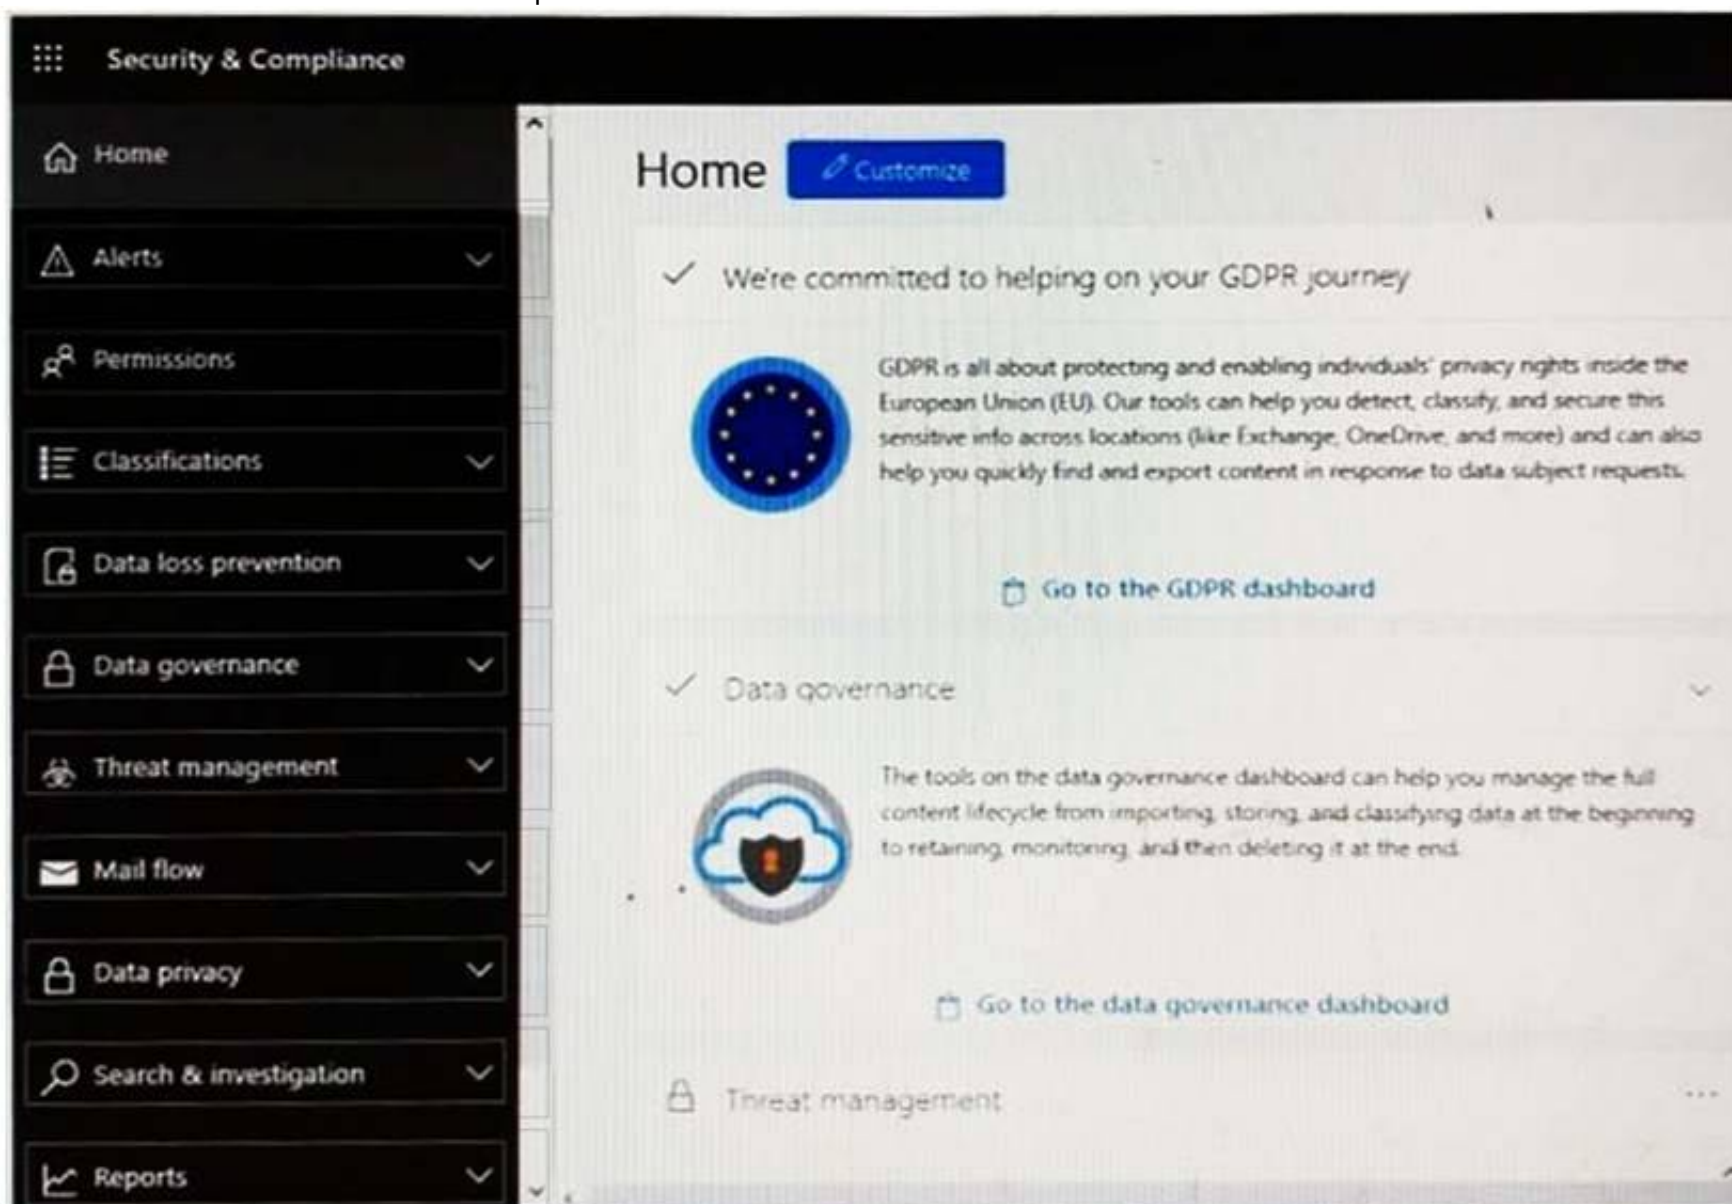 Security & Compliance
Home
Alerts
Permissions
Classifications
Data loss prevention
Data governance
Threat management
Mail flow
Data privacy
Search & investigation
Reports
Home
Customize
We're committed to helping on your GDPR journey
GDPR is all about protecting and enabling individuals' privacy rights inside the
European Union (EU). Our tools can help you detect, classify, and secure this
sensitive info across locations (like Exchange, OneDrive, and more) and can also
help you quickly find and export content in response to data subject requests.
Go to the GDPR dashboard
Data governance
The tools on the data governance dashboard can help you manage the full
content lifecycle from importing, storing, and classifying data at the beginning
to retaining, monitoring, and then deleting it at the end.
Go to the data governance dashboard
Threat management